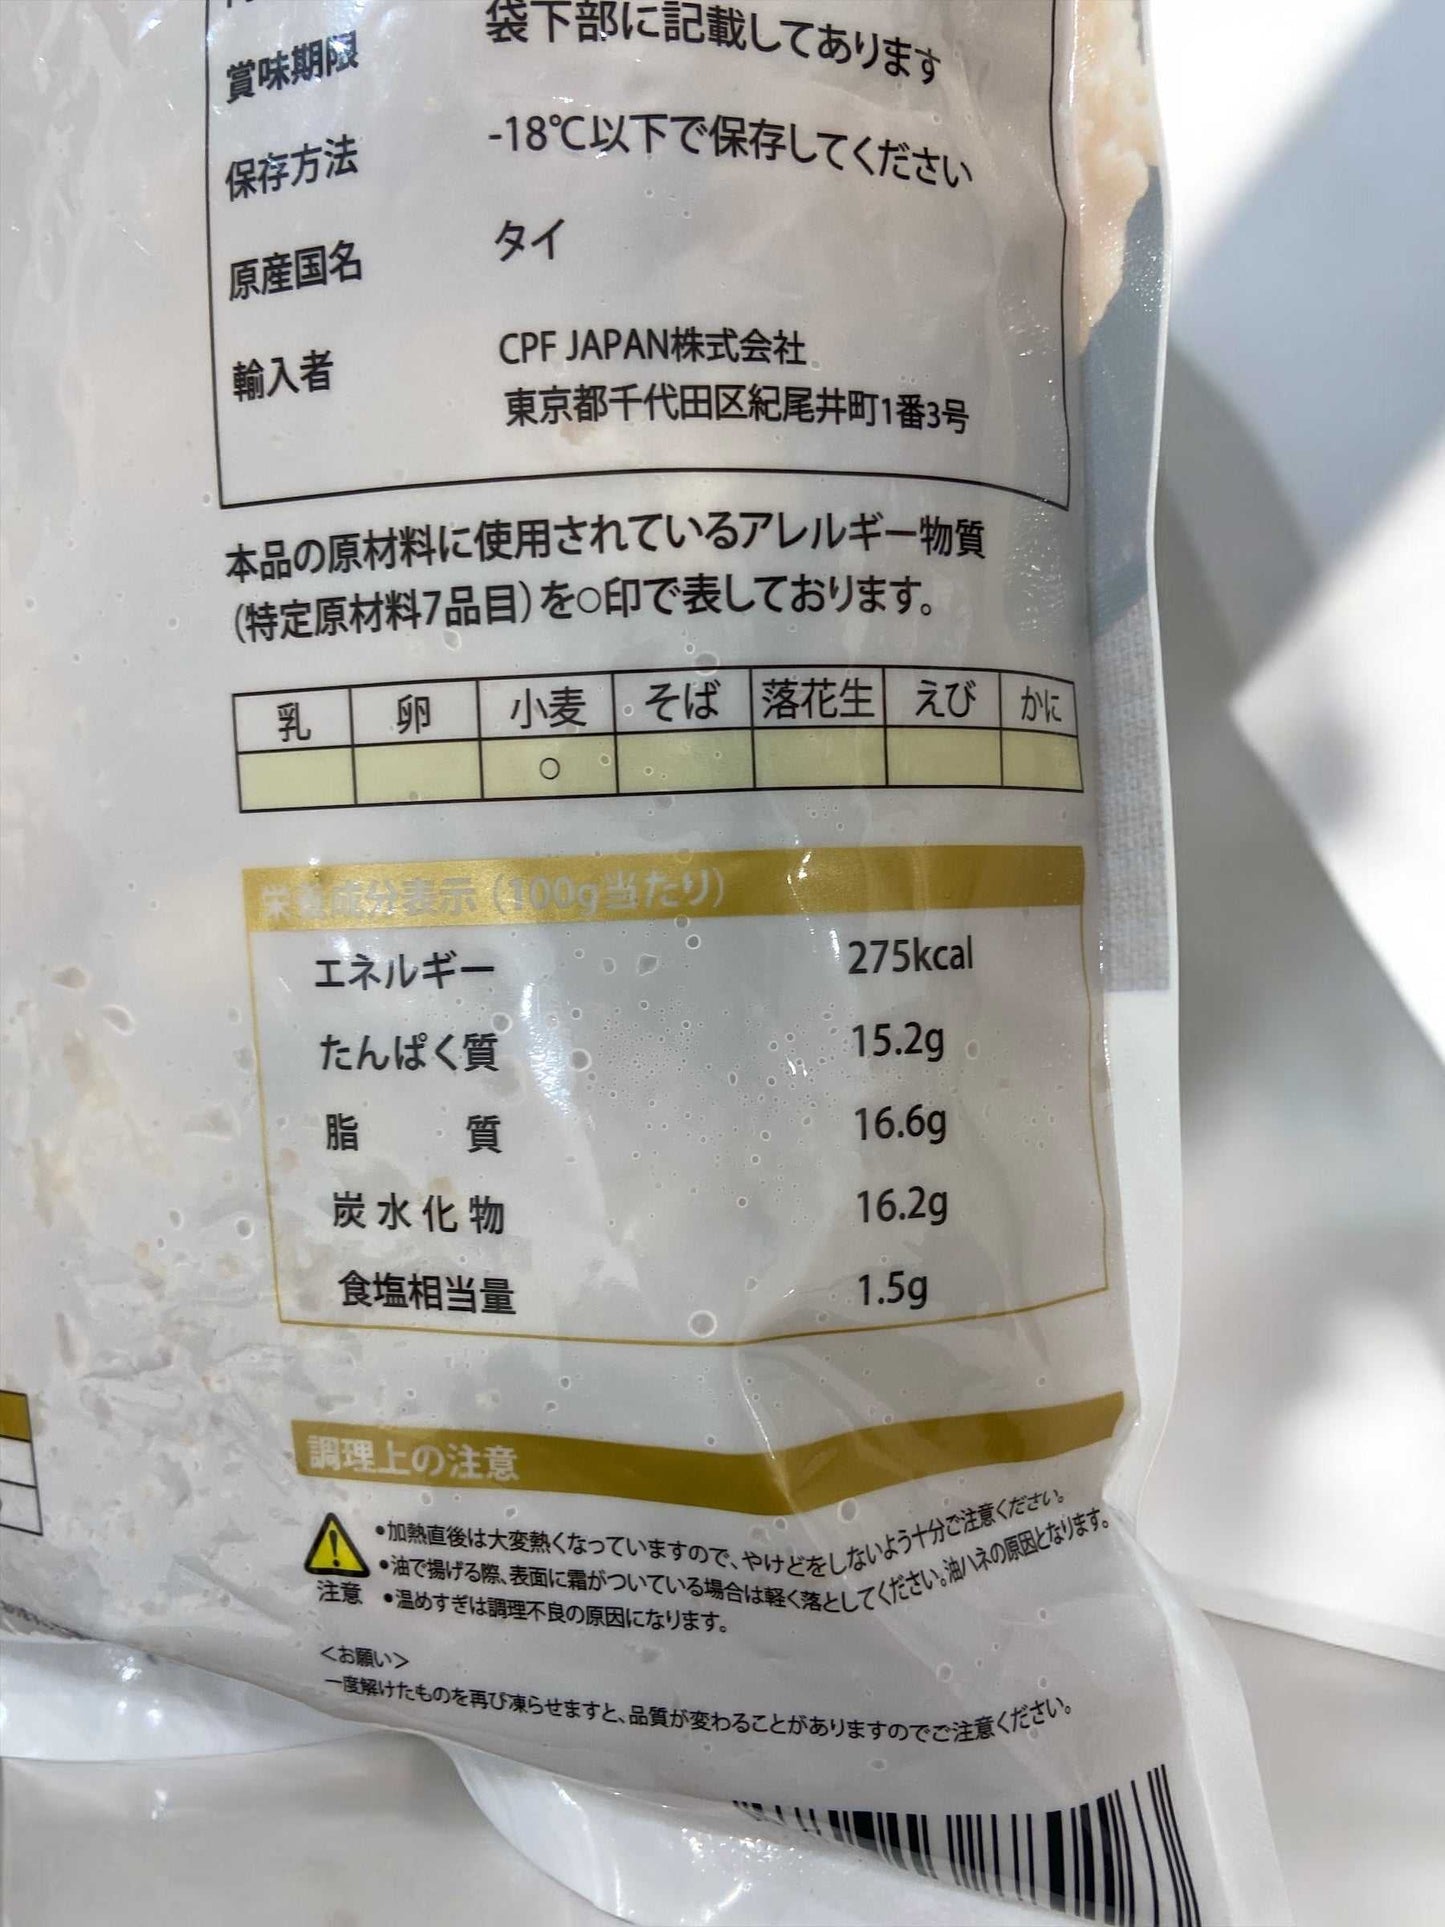 賞味期限 袋下部に記載してあります
保存方法 -18℃以下で保存してください
原産国名 タイ
輸入者 CPF JAPAN株式会社
東京都千代田区紀尾井町1番3号
本品の原材料に使用されているアレルギー物質
(特定原材料7品目)を○印で表しております。
乳 卵 小麦 そば 落花生 えび かに
○
栄養成分表示(100g当たり)
エネルギー 275kcal
たんぱく質 15.2g
脂質 16.6g
炭水化物 16.2g
食塩相当量 1.5g
調理上の注意
•加熱直後は大変熱くなっていますので、やけどをしないよう十分ご注意ください。
•油で揚げる際、表面に霜がついている場合は軽く落としてください。油ハネの原因となります。
注意 •温めすぎは調理不良の原因になります。
<お願い>
一度解けたものを再び凍らせますと、品質が変わることがありますのでご注意ください。